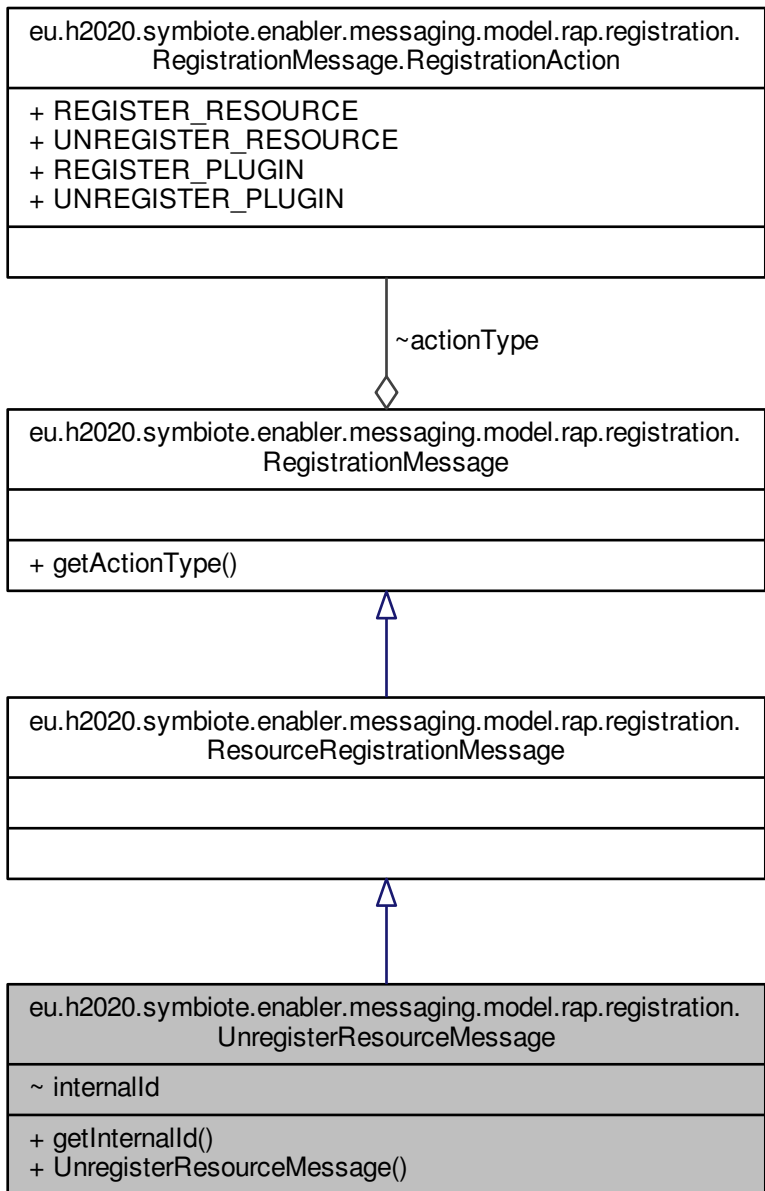 eu.h2020.symbiote.enabler.messaging.model.rap.registration.
RegistrationMessage.RegistrationAction
+ REGISTER_RESOURCE
+ UNREGISTER_RESOURCE
+ REGISTER_PLUGIN
+ UNREGISTER_PLUGIN
~actionType
eu.h2020.symbiote.enabler.messaging.model.rap.registration.
RegistrationMessage
+ getActionType()
eu.h2020.symbiote.enabler.messaging.model.rap.registration.
ResourceRegistrationMessage
eu.h2020.symbiote.enabler.messaging.model.rap.registration.
UnregisterResourceMessage
~ internalId
+ getInternalId()
+ UnregisterResourceMessage()